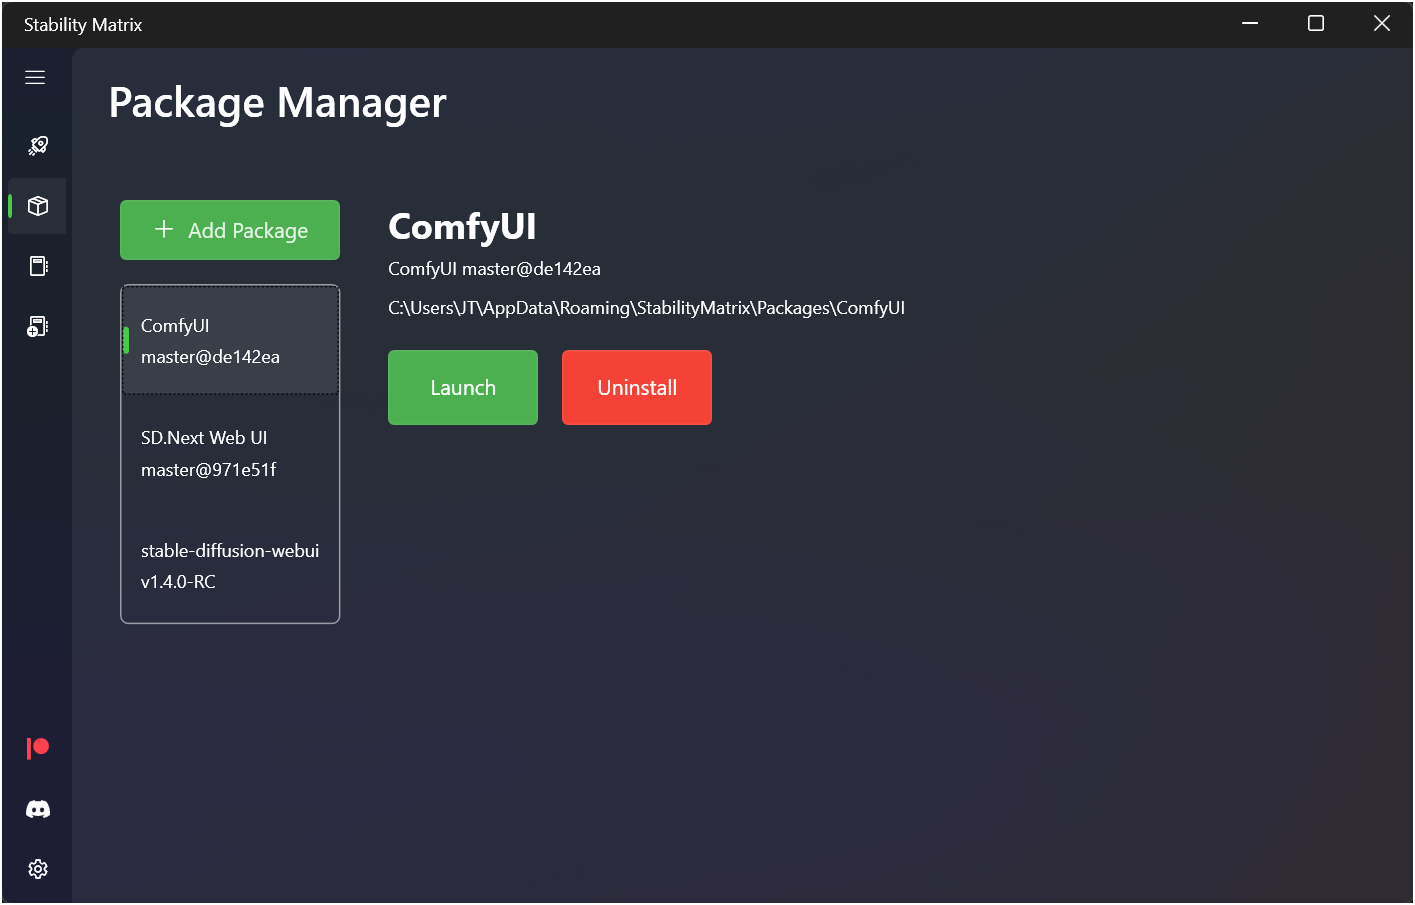 Stability Matrix
Package Manager
Add Package
ComfyUI
master@de142ea
SD.Next Web UI
master@971e51f
stable-diffusion-webui
v1.4.0-RC
ComfyUI
ComfyUI master@de142ea
C:\Users\JT\AppData\Roaming\StabilityMatrix\Packages\ComfyUI
Launch
Uninstall